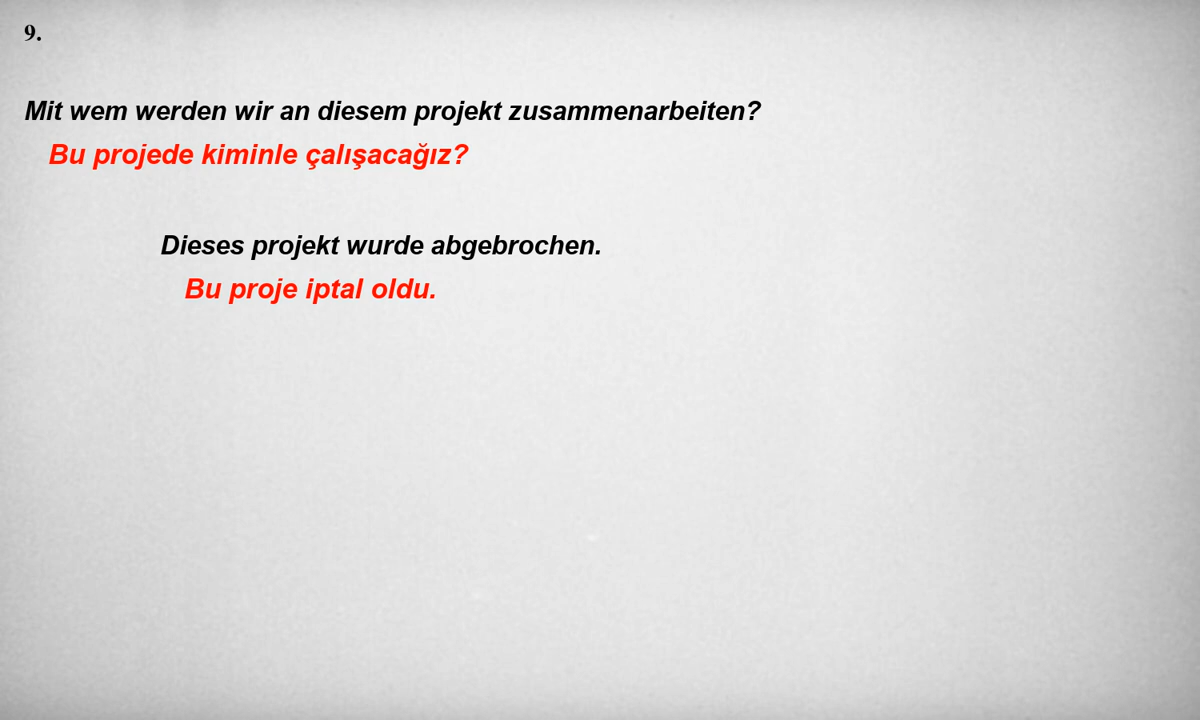 9.
Mit wem werden wir an diesem projekt zusammenarbeiten?
Bu projede kiminle çalışacağız?
Dieses projekt wurde abgebrochen.
Bu proje iptal oldu.